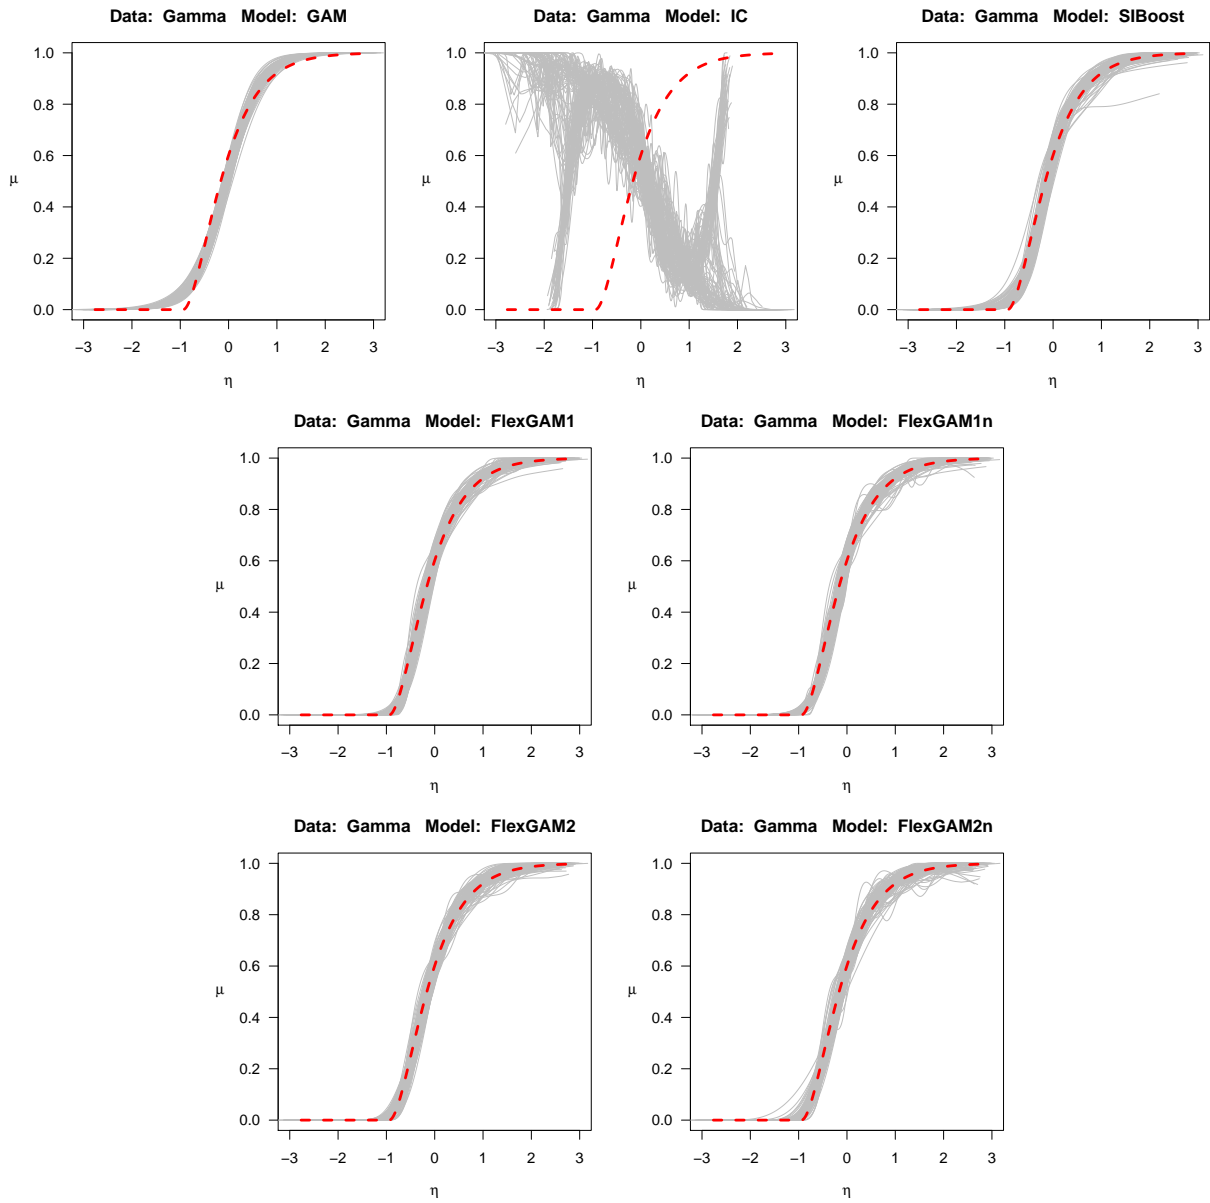 Data: Gamma Model: GAM
Data: Gamma Model: IC
Data: Gamma Model: SIBoost
1.0
0.8
0.6
0.4
0.2
0.0
μ
−3 −2 −1 0 1 2 3
η
1.0
0.8
0.6
0.4
0.2
0.0
μ
−3 −2 −1 0 1 2 3
η
1.0
0.8
0.6
0.4
0.2
0.0
μ
−3 −2 −1 0 1 2 3
η
Data: Gamma Model: FlexGAM1
Data: Gamma Model: FlexGAM1n
1.0
0.8
0.6
0.4
0.2
0.0
μ
−3 −2 −1 0 1 2 3
η
1.0
0.8
0.6
0.4
0.2
0.0
μ
−3 −2 −1 0 1 2 3
η
Data: Gamma Model: FlexGAM2
Data: Gamma Model: FlexGAM2n
1.0
0.8
0.6
0.4
0.2
0.0
μ
−3 −2 −1 0 1 2 3
η
1.0
0.8
0.6
0.4
0.2
0.0
μ
−3 −2 −1 0 1 2 3
η